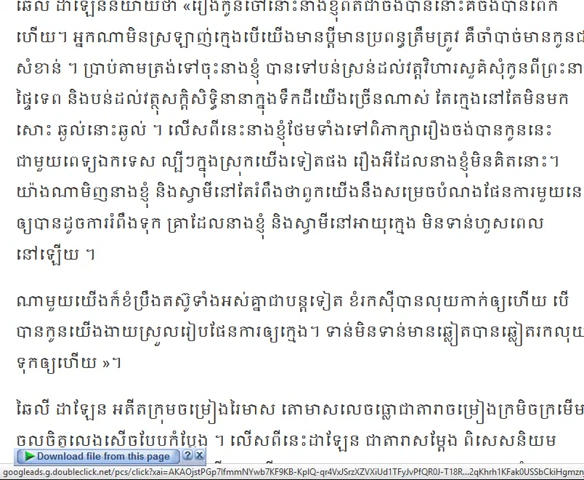 ឆៃលី ដាឡែននិយាយថា «រឿងកូនចៅនោះនាងខ្ញុំពិតជាចង់បាននោះគឺចង់បានពេក
ហើយ។ អ្នកណាមិនស្រឡាញ់ក្មេងបើយើងមានប្ដីមានប្រពន្ធត្រឹមត្រូវ គឺចាំបាច់មានកូនជា
សំខាន់ ។ ប្រាប់តាមត្រង់ទៅចុះនាងខ្ញុំ បានទៅបន់ស្រន់ដល់វត្តវិហារសួគ៌សុំកូនពីព្រះនាង
ផ្ទៃទេព និងបន់ដល់វត្ថុសក្ដិសិទ្ធិនានាក្នុងទឹកដីយើងច្រើនណាស់ តែក្មេងនៅតែមិនមក
សោះ ឆ្ងល់នោះឆ្ងល់ ។ លើសពីនេះនាងខ្ញុំថែមទាំងទៅពិភាក្សារឿងចង់បានកូននេះ
ជាមួយពេទ្យឯកទេស ល្បីៗក្នុងស្រុកយើងទៀតផង រឿងអីដែលនាងខ្ញុំមិនគិតនោះ។
យ៉ាងណាមិញនាងខ្ញុំ និងស្វាមីនៅតែរំពឹងថាពួកយើងនឹងសម្រេចបំណងផែនការមួយនេ
ឲ្យបានដូចការរំពឹងទុក គ្រាដែលនាងខ្ញុំ និងស្វាមីនៅអាយុក្មេង មិនទាន់ហួសពេល
នៅឡើយ ។
ណាមួយយើងក៏ខំប្រឹងតស៊ូទាំងអស់គ្នាជាបន្តទៀត ខំរកស៊ីបានលុយកាក់ឲ្យហើយ បើ
បានកូនយើងងាយស្រួលរៀបផែនការឲ្យក្មេង។ ទាន់មិនទាន់មានឆ្លៀតបានឆ្លៀតរកលុយ
ទុកឲ្យហើយ »។
ឆៃលី ដាឡែន អតីតក្រុមចម្រៀងរៃមាស តោមាសលេចធ្លោជាតារាចម្រៀងក្រមិចក្រមើម
ចូលចិត្តលេងសើចបែបកំប្លែង ។ លើសពីនេះដាឡែន ជាតារាសម្ដែង ពិសេសនិយម
Download file from this page ? x
googleads.g.doubleclick.net/pcs/click?xai=AKAOjstPGp7IfmmNYwb7KF9KB-KpIQ-qr4VxJSrzXZVXiUd1TFyJvPfQR0J-T18R...2qKhrh1KFak0USSbCkiHgmznj